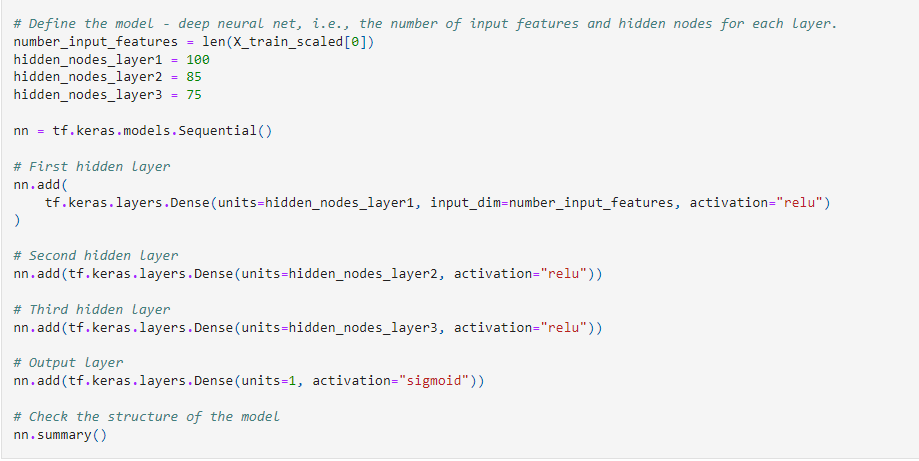 # Define the model - deep neural net, i.e., the number of input features and hidden nodes for each layer.
number_input_features = len(X_train_scaled[0])
hidden_nodes_layer1 = 100
hidden_nodes_layer2 = 85
hidden_nodes_layer3 = 75
nn = tf.keras.models.Sequential()
# First hidden layer
nn.add(
    tf.keras.layers.Dense(units=hidden_nodes_layer1, input_dim=number_input_features, activation="relu")
)
# Second hidden layer
nn.add(tf.keras.layers.Dense(units=hidden_nodes_layer2, activation="relu"))
# Third hidden layer
nn.add(tf.keras.layers.Dense(units=hidden_nodes_layer3, activation="relu"))
# Output layer
nn.add(tf.keras.layers.Dense(units=1, activation="sigmoid"))
# Check the structure of the model
nn.summary()